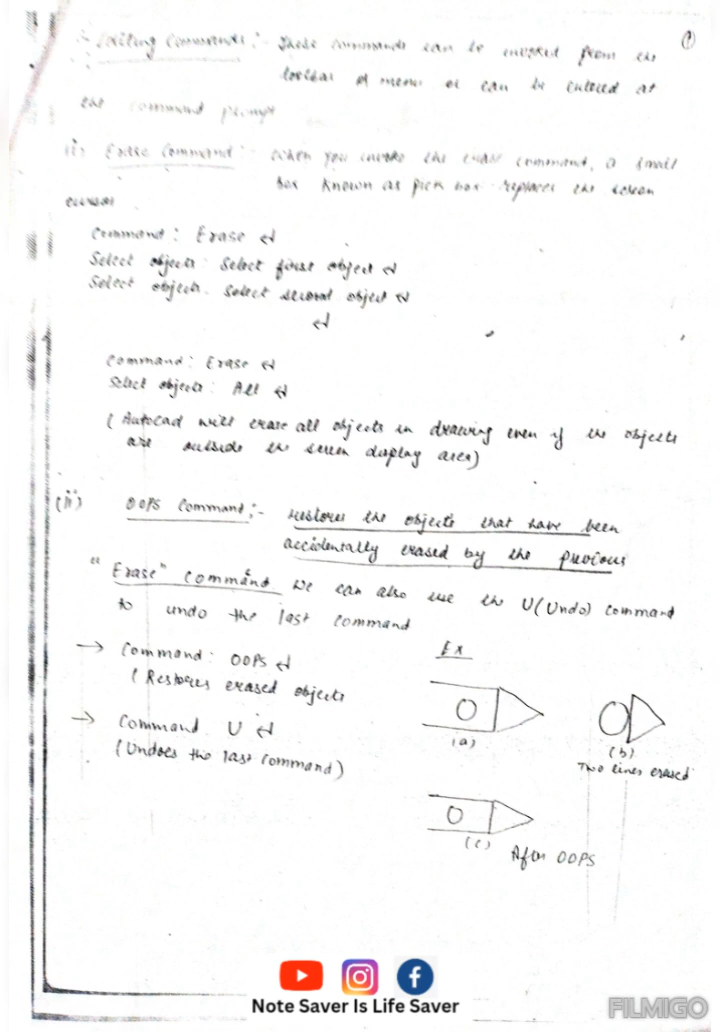 Editing Commands :- These commands can be invoked from the
toolbar or menu or can be entered at
the command prompt
(i) Erase Command :- When you invoke the erase command, a small
box known as pick box replaces the screen
cursor
Command : Erase ↵
Select objects : Select first object ↵
Select objects. Select second object ↵
↵
Command : Erase ↵
Select objects : All ↵
( AutoCad will erase all objects in drawing even if the objects
are outside the screen display area)
(ii) OOPS Command :- Restores the objects that have been
accidentally erased by the previous
"Erase" command We can also use the U(Undo) command
to undo the last command
→ Command : OOPS ↵
( Restores erased objects
→ Command U ↵
(Undoes the last command)
Ex
(a)
(b)
Two lines erased
(c)
After OOPS
Note Saver Is Life Saver
FILMIGO